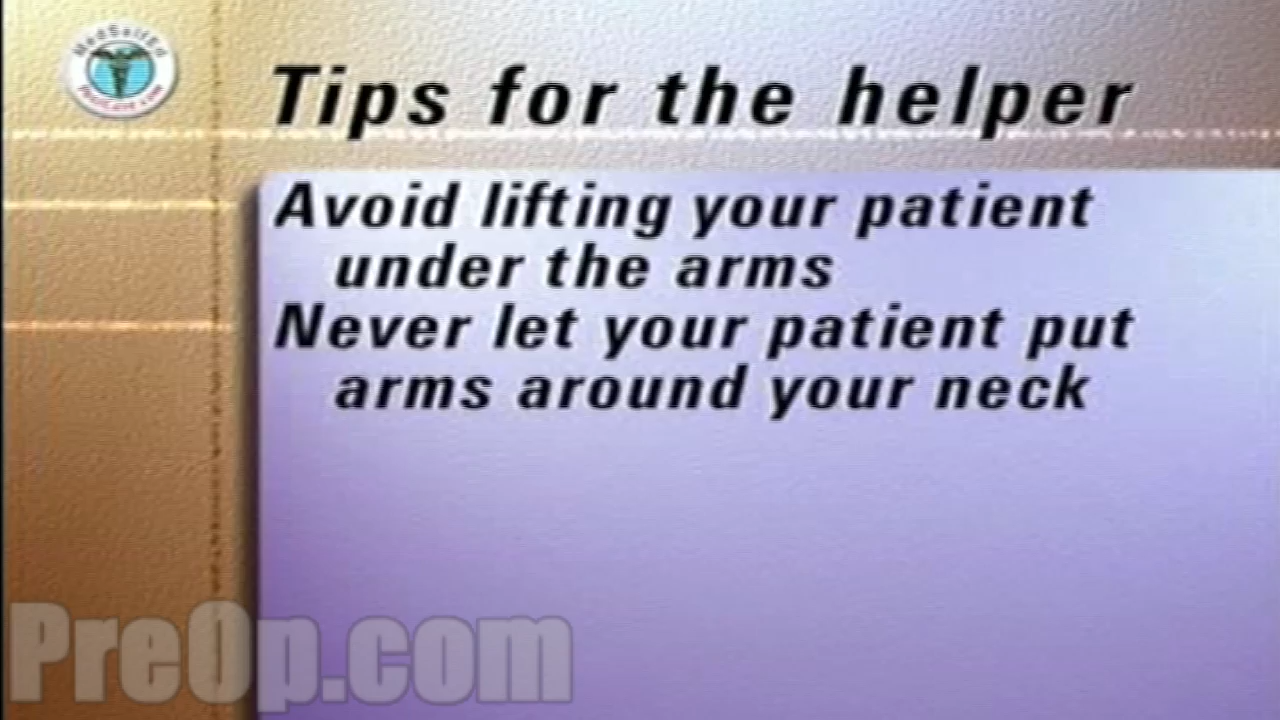 MedSelfEd
Tips for the helper
Avoid lifting your patient
under the arms
Never let your patient put
arms around your neck
PreOp.com